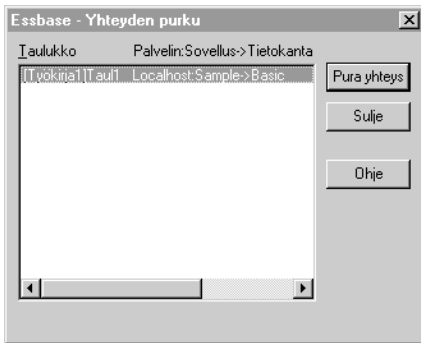 Essbase - Yhteyden purku
Taulukko Palvelin:Sovellus->Tietokanta
[Työkirja1]Taul1 Localhost:Sample->Basic
Pura yhteys
Sulje
Ohje